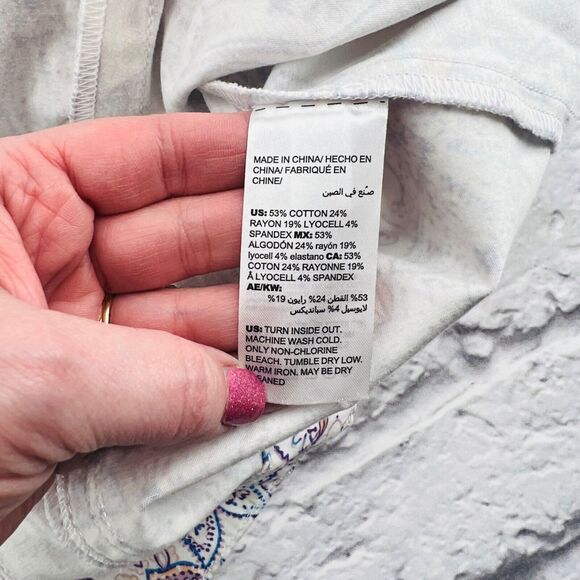 MADE IN CHINA/ HECHO EN
CHINA/ FABRIQUÉ EN
CHINE/
صنع في الصين
US: 53% COTTON 24%
RAYON 19% LYOCELL 4%
SPANDEX MX: 53%
ALGODÓN 24% rayón 19%
lyocell 4% elastano CA: 53%
COTON 24% RAYONNE 19%
Â LYOCELL 4% SPANDEX
AE/KW:
53% القطن 24% رايون 19%
لايوسيل 4% سبانديكس
US: TURN INSIDE OUT.
MACHINE WASH COLD.
ONLY NON-CHLORINE
BLEACH. TUMBLE DRY LOW.
WARM IRON. MAY BE DRY
CLEANED